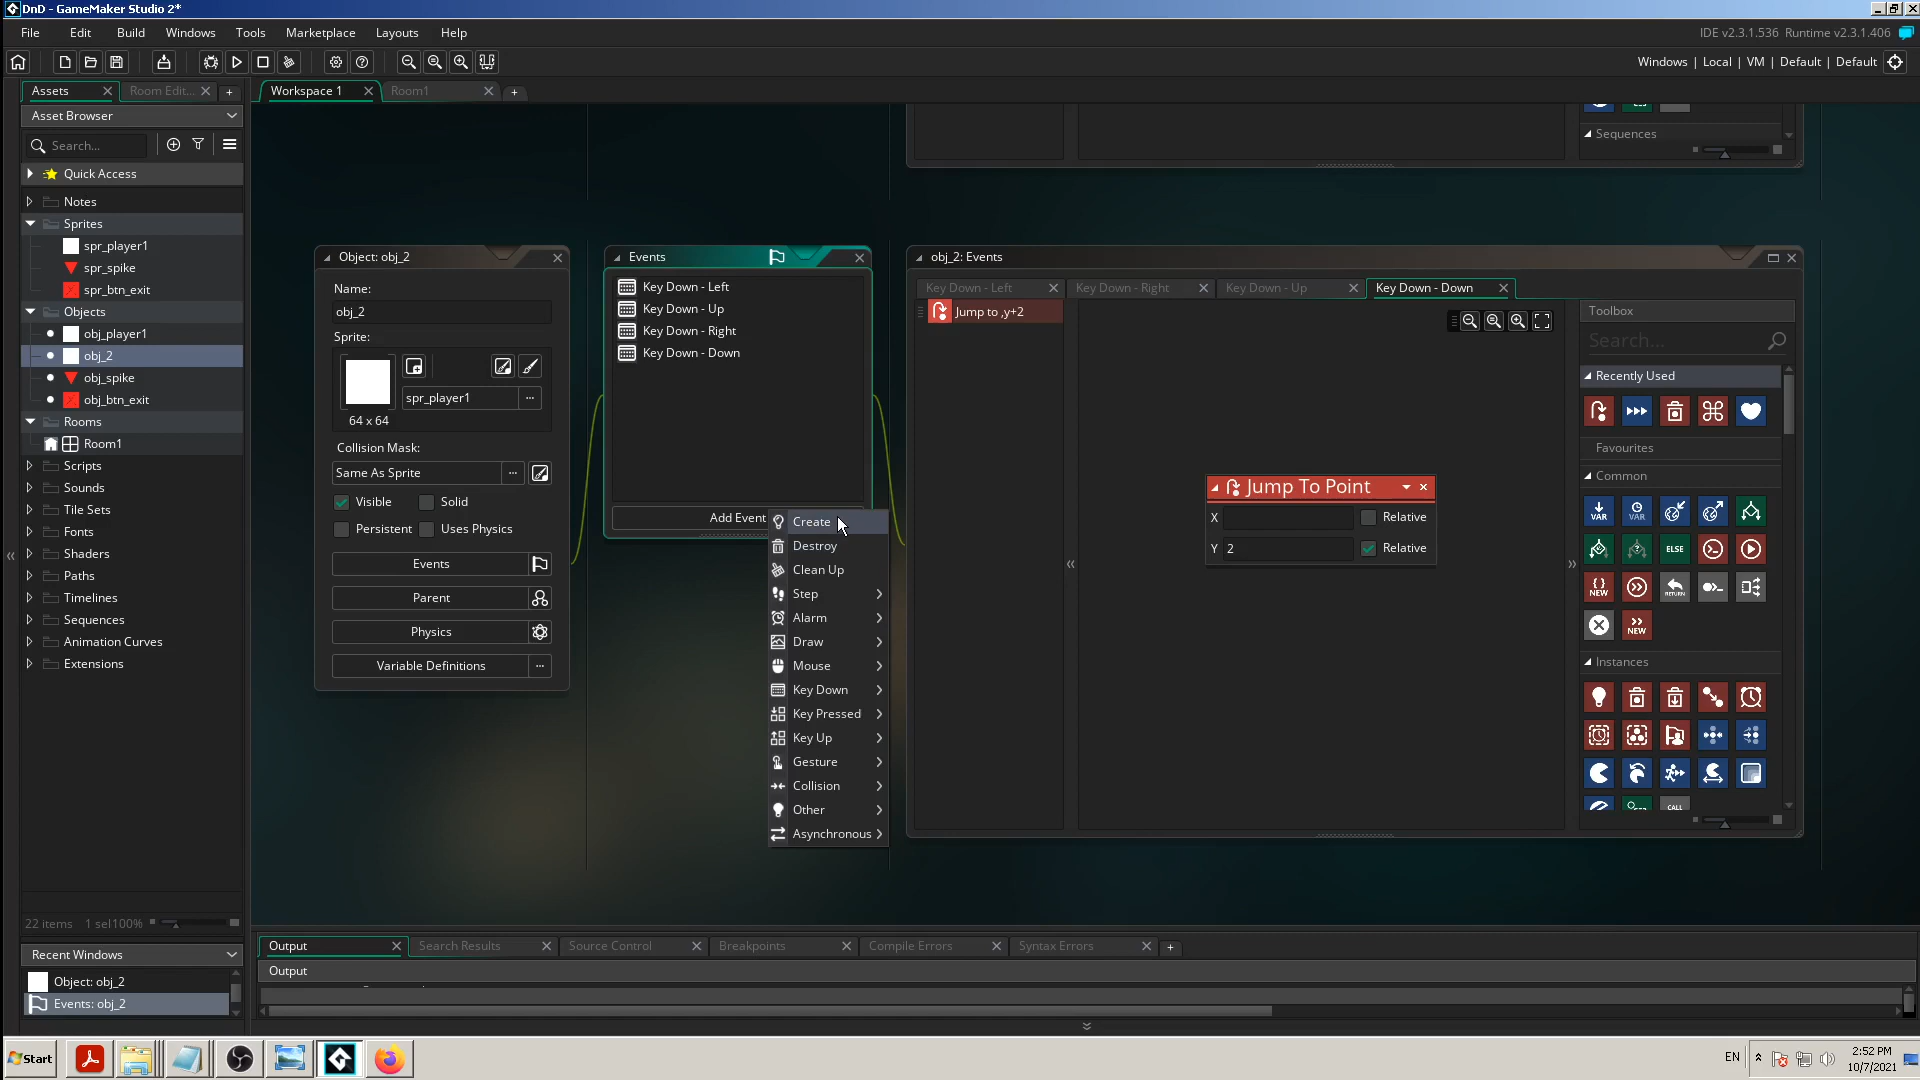 DnD - GameMaker Studio 2*
File Edit Build Windows Tools Marketplace Layouts Help
IDE v2.3.1.536 Runtime v2.3.1.406
Windows | Local | VM | Default | Default
Assets Room Edit...
Workspace 1 Room1
Asset Browser
Search...
Quick Access
Notes
Sprites
spr_player1
spr_spike
spr_btn_exit
Objects
obj_player1
obj_2
obj_spike
obj_btn_exit
Rooms
Room1
Scripts
Sounds
Tile Sets
Fonts
Shaders
Paths
Timelines
Sequences
Animation Curves
Extensions
22 items 1 sel 100%
Recent Windows
Object: obj_2
Events: obj_2
Object: obj_2
Name:
obj_2
Sprite:
spr_player1
64 x 64
Collision Mask:
Same As Sprite
Visible Solid
Persistent Uses Physics
Events
Parent
Physics
Variable Definitions
Events
Key Down - Left
Key Down - Up
Key Down - Right
Key Down - Down
Add Event
Create
Destroy
Clean Up
Step
Alarm
Draw
Mouse
Key Down
Key Pressed
Key Up
Gesture
Collision
Other
Asynchronous
Sequences
obj_2: Events
Key Down - Left Key Down - Right Key Down - Up Key Down - Down
Jump to ,y+2
Jump To Point
X Relative
Y 2 Relative
Toolbox
Search...
Recently Used
Favourites
Common
VAR VAR
ELSE
NEW RETURN
NEW
Instances
CALL
Output Search Results Source Control Breakpoints Compile Errors Syntax Errors
Output
Start
EN
2:52 PM
10/7/2021